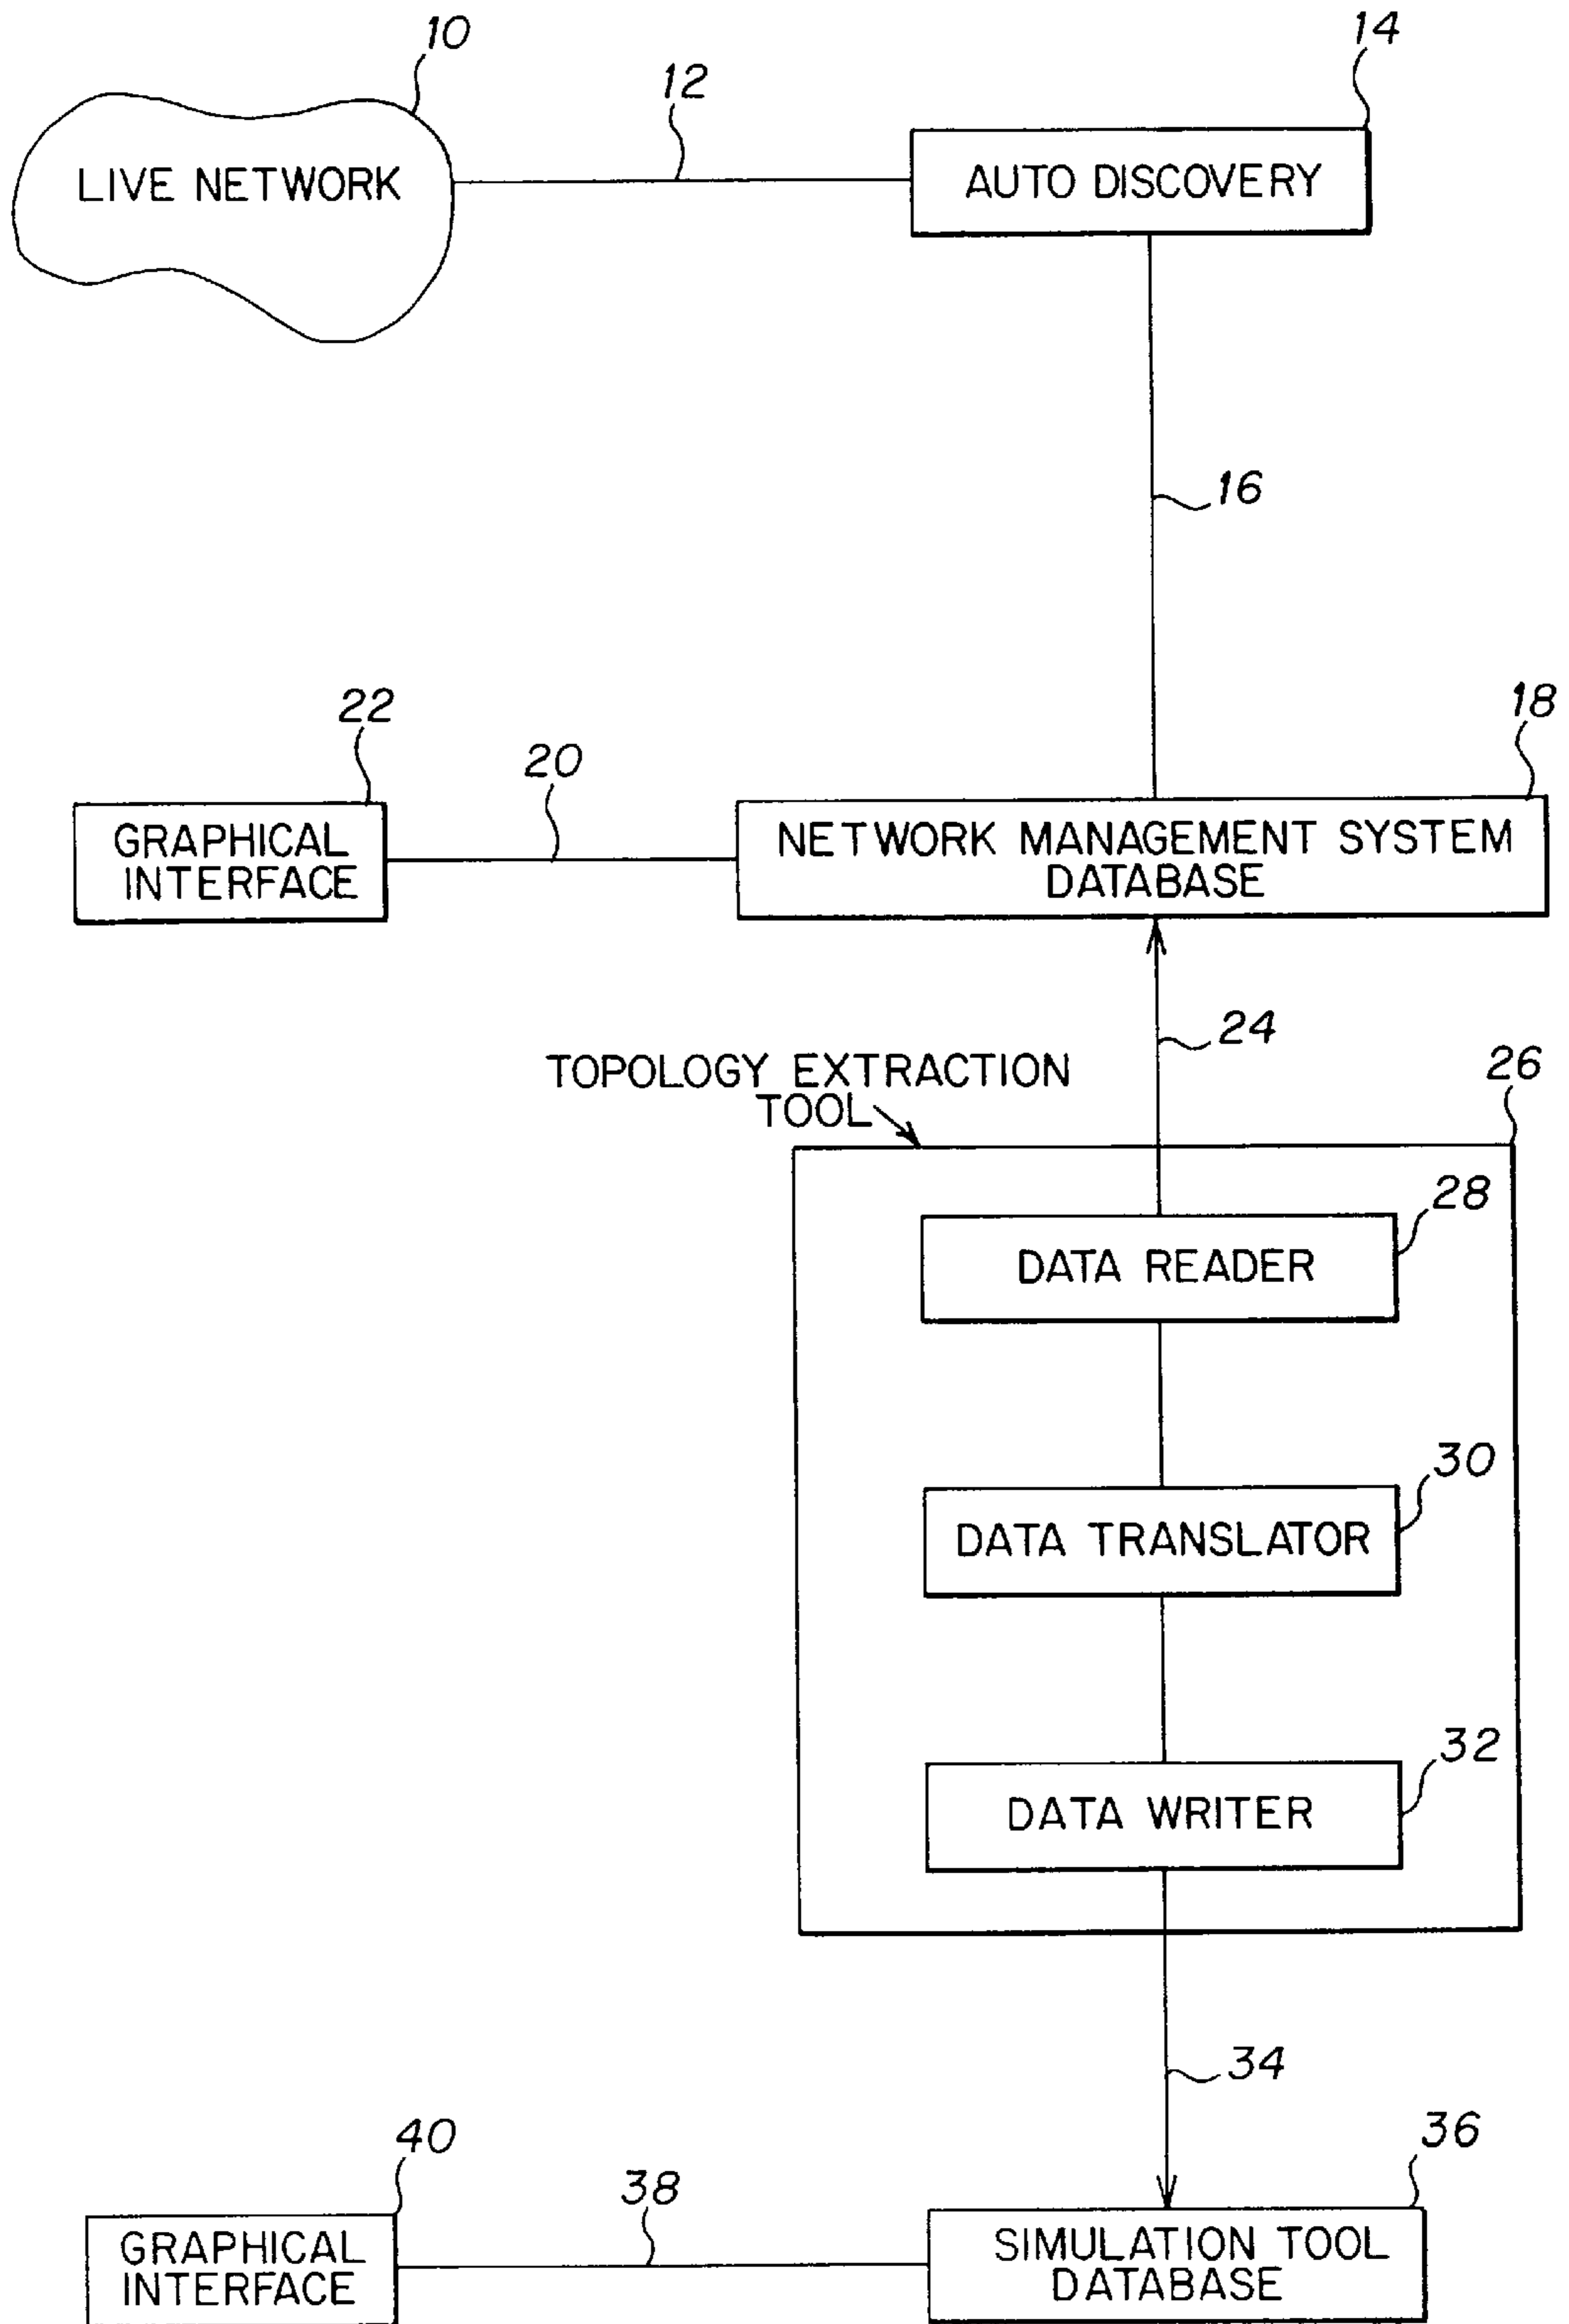 10
14
12
LIVE NETWORK
AUTO DISCOVERY
16
22
18
20
GRAPHICAL
INTERFACE
NETWORK MANAGEMENT SYSTEM
DATABASE
24
TOPOLOGY EXTRACTION
TOOL
26
28
DATA READER
30
DATA TRANSLATOR
32
DATA WRITER
34
40
36
38
GRAPHICAL
INTERFACE
SIMULATION TOOL
DATABASE